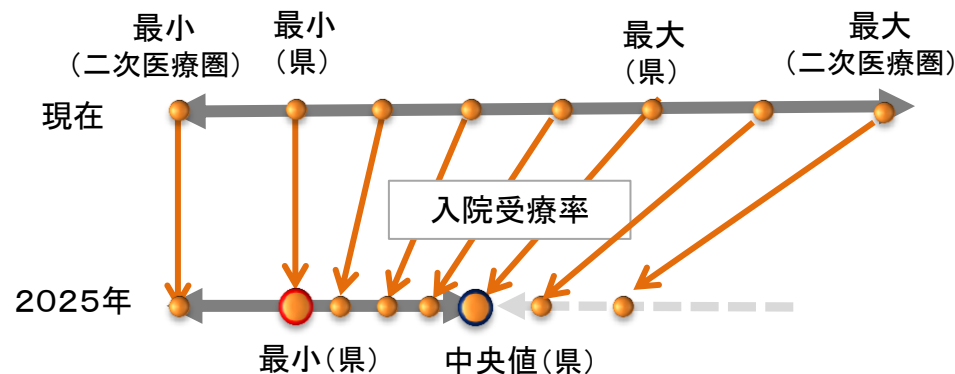 最小
（二次医療圏）
最小
（県）
最大
（県）
最大
（二次医療圏）
現在
入院受療率
２０２５年
最小（県）
中央値（県）